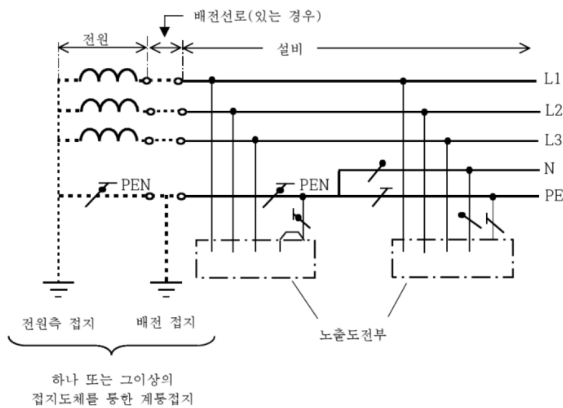 배전선로(있는 경우)
전원
설비
L1
L2
L3
N
PEN
PEN
PE
전원측 접지
배전 접지
노출도전부
하나 또는 그이상의
접지도체를 통한 계통접지